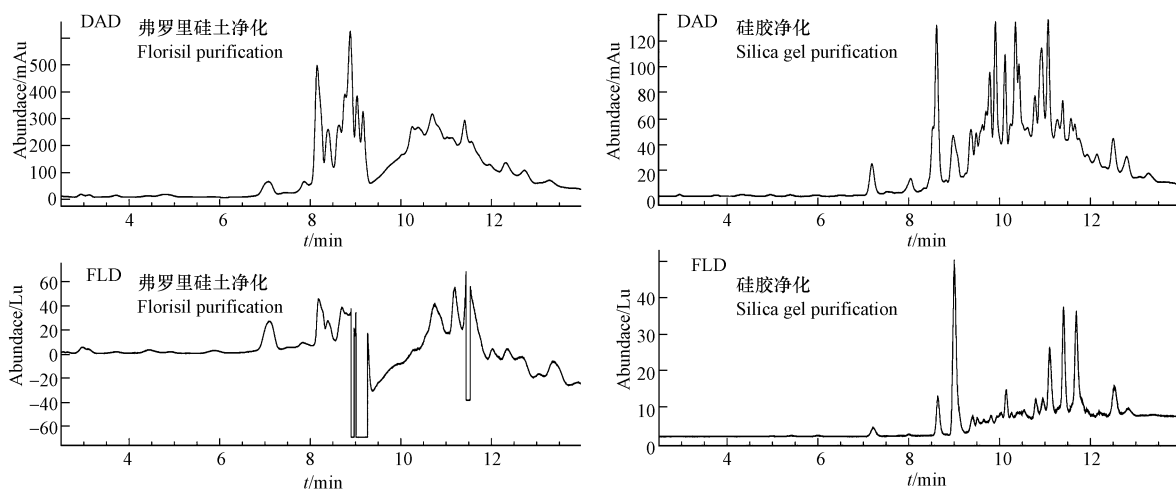 DAD
弗罗里硅土净化
Florisil purification
Abundace/mAu
500
400
300
200
100
0
4
6
8
10
12
t/min
DAD
硅胶净化
Silica gel purification
Abundace/mAu
120
100
80
60
40
20
0
4
6
8
10
12
t/min
FLD
弗罗里硅土净化
Florisil purification
Abundace/Lu
60
40
20
0
−20
−40
−60
4
6
8
10
12
t/min
FLD
硅胶净化
Silica gel purification
Abundace/Lu
40
30
20
10
0
4
6
8
10
12
t/min